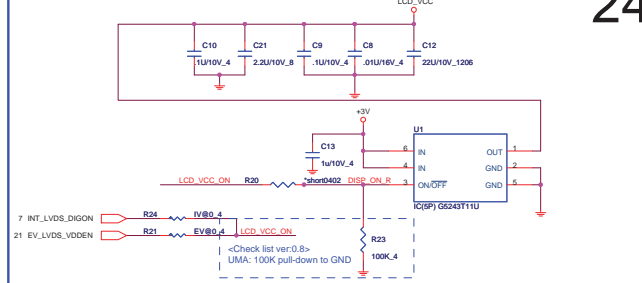 LCD_VCC
24
C10
C21
C9
C8
C12
.1U/10V_4
2.2U/10V_8
.1U/10V_4
.01U/16V_4
22U/10V_1206
+3V
C13
1u/10V_4
U1
6 IN OUT 1
4 IN GND 2
3 ON/OFF GND 5
IC(5P) G5243T11U
LCD_VCC_ON R20 *short0402 DISP_ON_R
7 INT_LVDS_DIGON R24 IV@0_4
21 EV_LVDS_VDDEN R21 EV@0_4 LCD_VCC_ON
R23
100K_4
<Check list ver:0.8>
UMA: 100K pull-down to GND